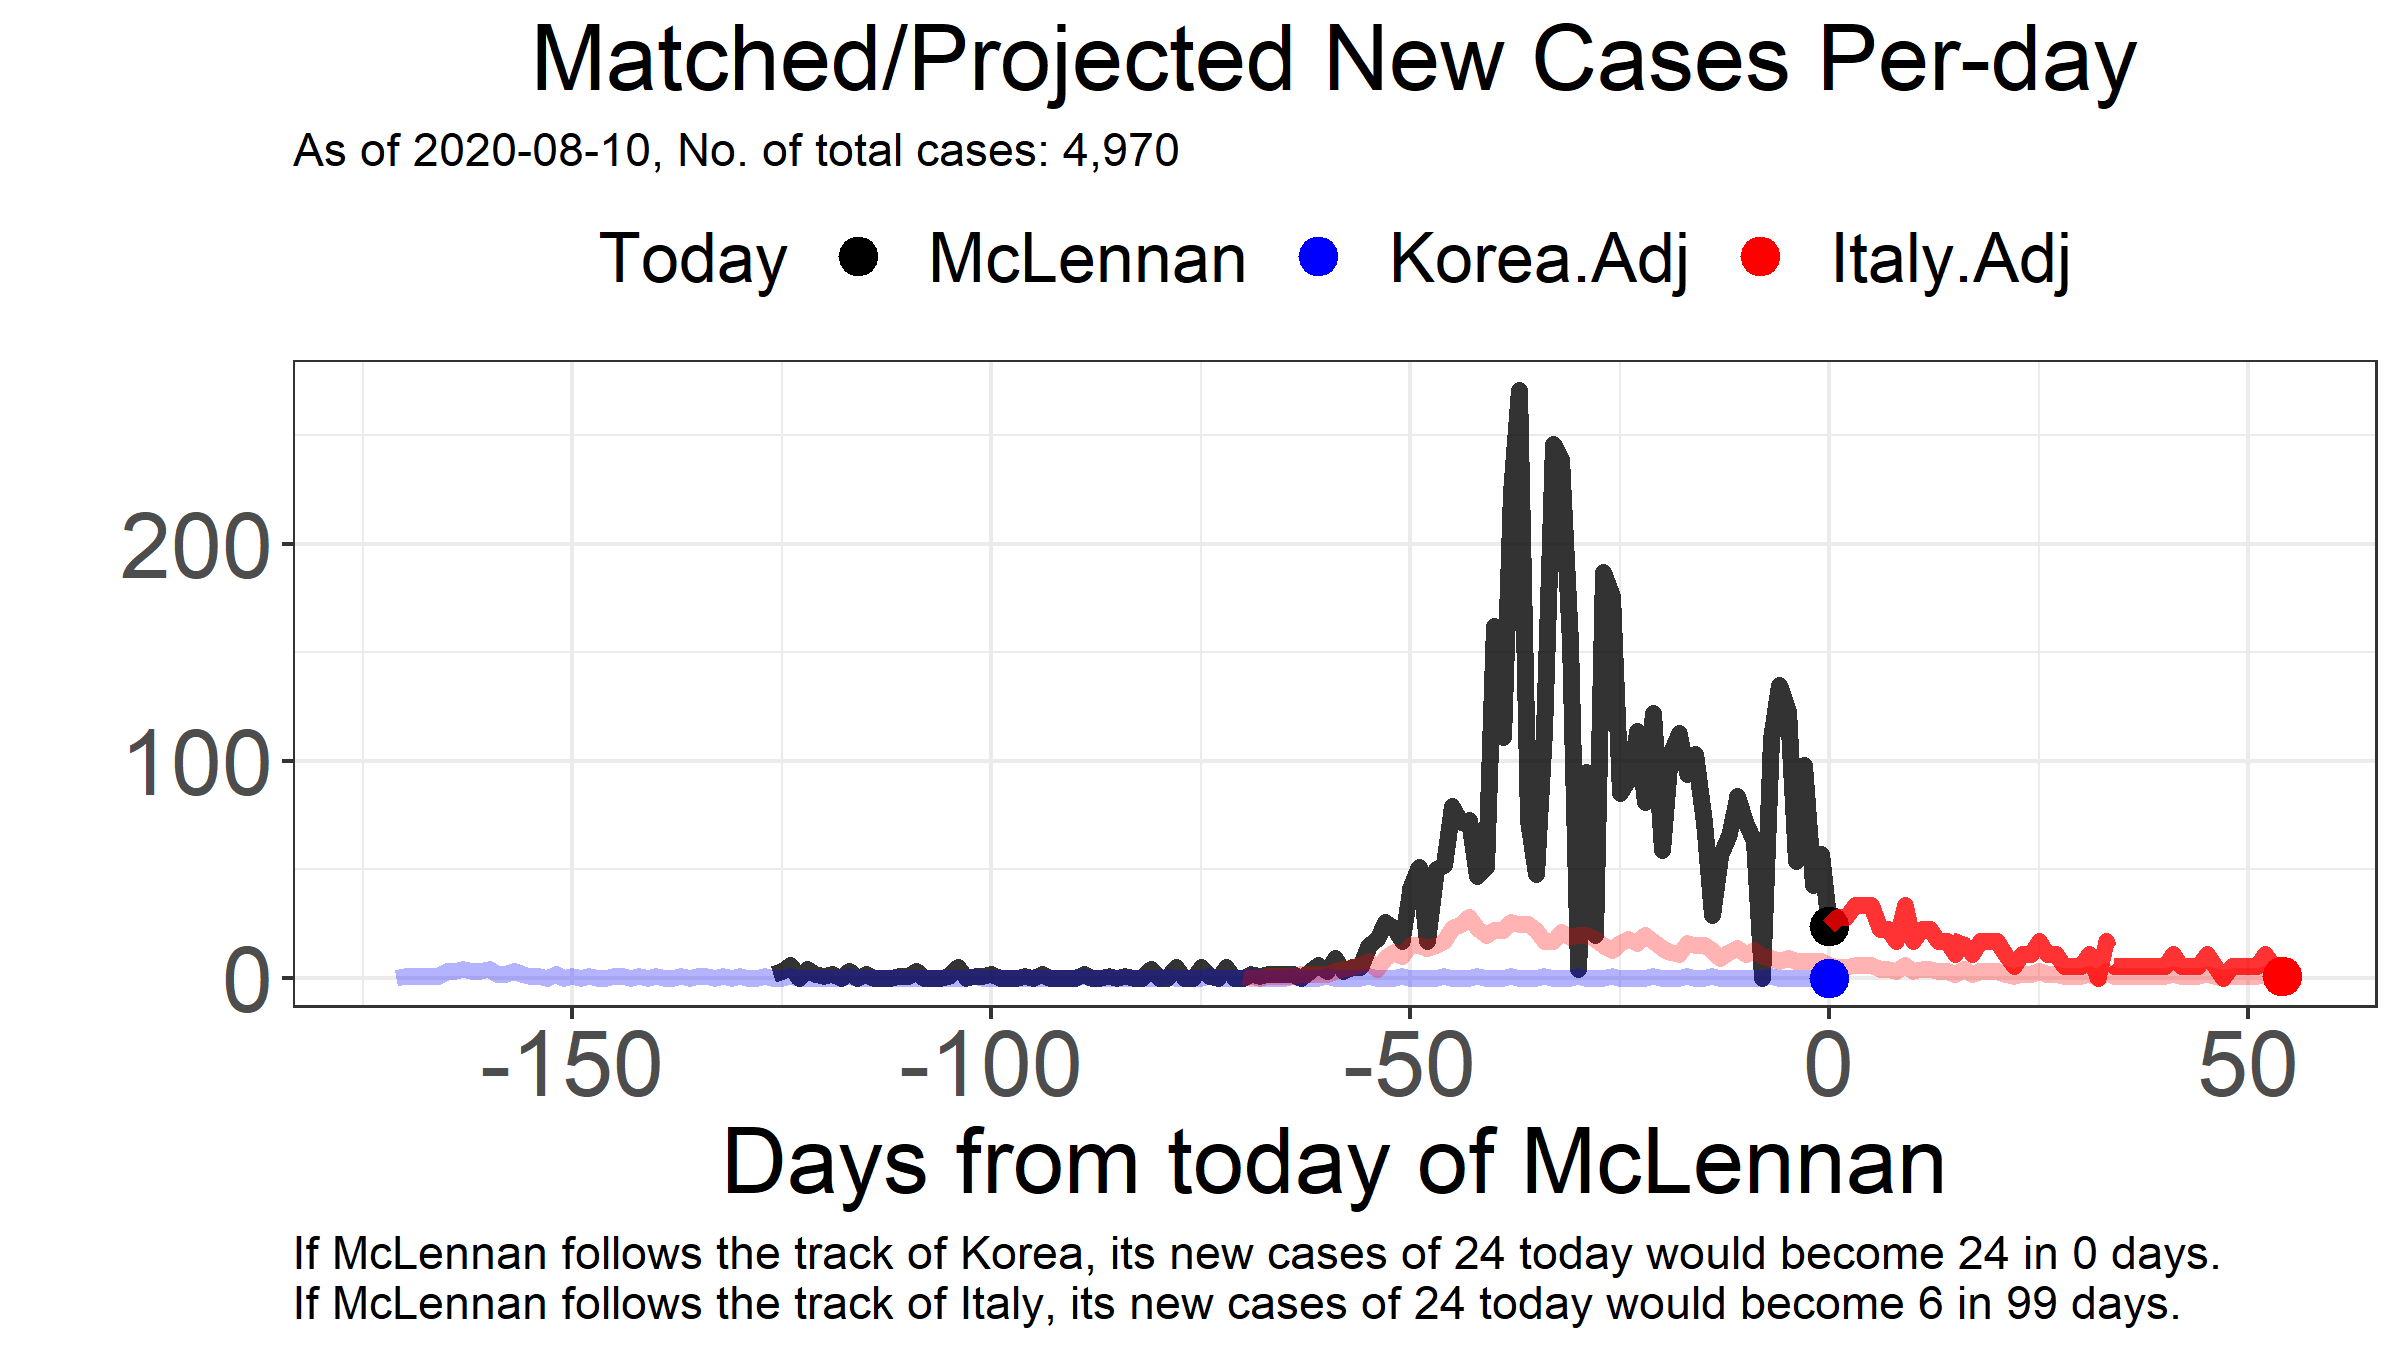 Matched/Projected New Cases Per-day
As of 2020-08-10, No. of total cases: 4,970
Today McLennan Korea.Adj Italy.Adj
200
100
0
-150 -100 -50 0 50
Days from today of McLennan
If McLennan follows the track of Korea, its new cases of 24 today would become 24 in 0 days.
If McLennan follows the track of Italy, its new cases of 24 today would become 6 in 99 days.